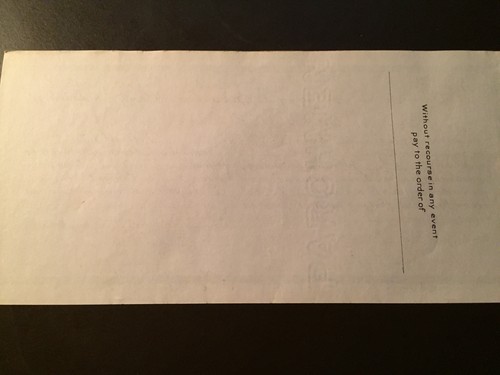 Without recourse in any event
pay to the order of